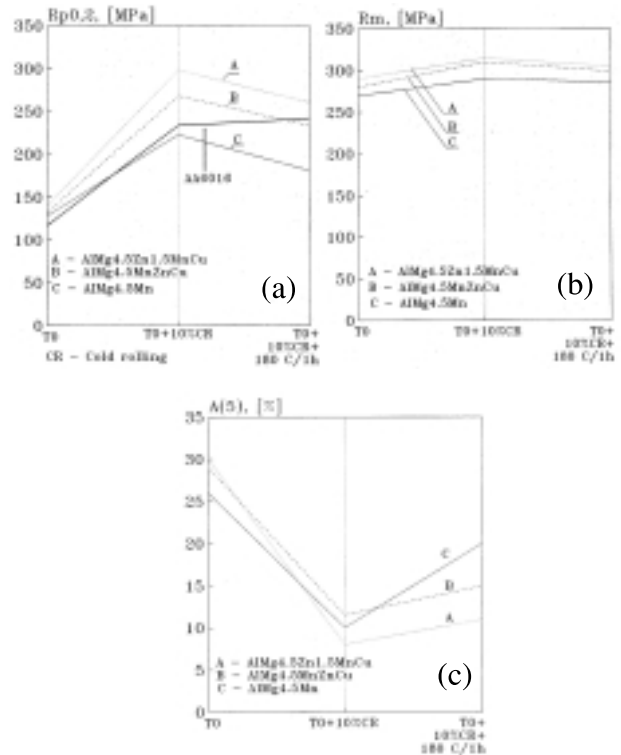 Rp0.2, [MPa]
350
300
250
200
150
100
50
0
A
B
C
AA6016
A - AlMg4.5Zn1.5MnCu
B - AlMg4.5MnZnCu
C - AlMg4.5Mn
(a)
T0
T0+10%CR
T0+
10%CR+
180 C/1h
CR - Cold rolling
Rm, [MPa]
350
300
250
200
150
100
50
0
A
B
C
A - AlMg4.5Zn1.5MnCu
B - AlMg4.5MnZnCu
C - AlMg4.5Mn
(b)
T0
T0+10%CR
T0+
10%CR+
180 C/1h
A(5), [%]
35
30
25
20
15
10
5
0
C
B
A
A - AlMg4.5Zn1.5MnCu
B - AlMg4.5MnZnCu
C - AlMg4.5Mn
(c)
T0
T0+10%CR
T0+
10%CR+
180 C/1h